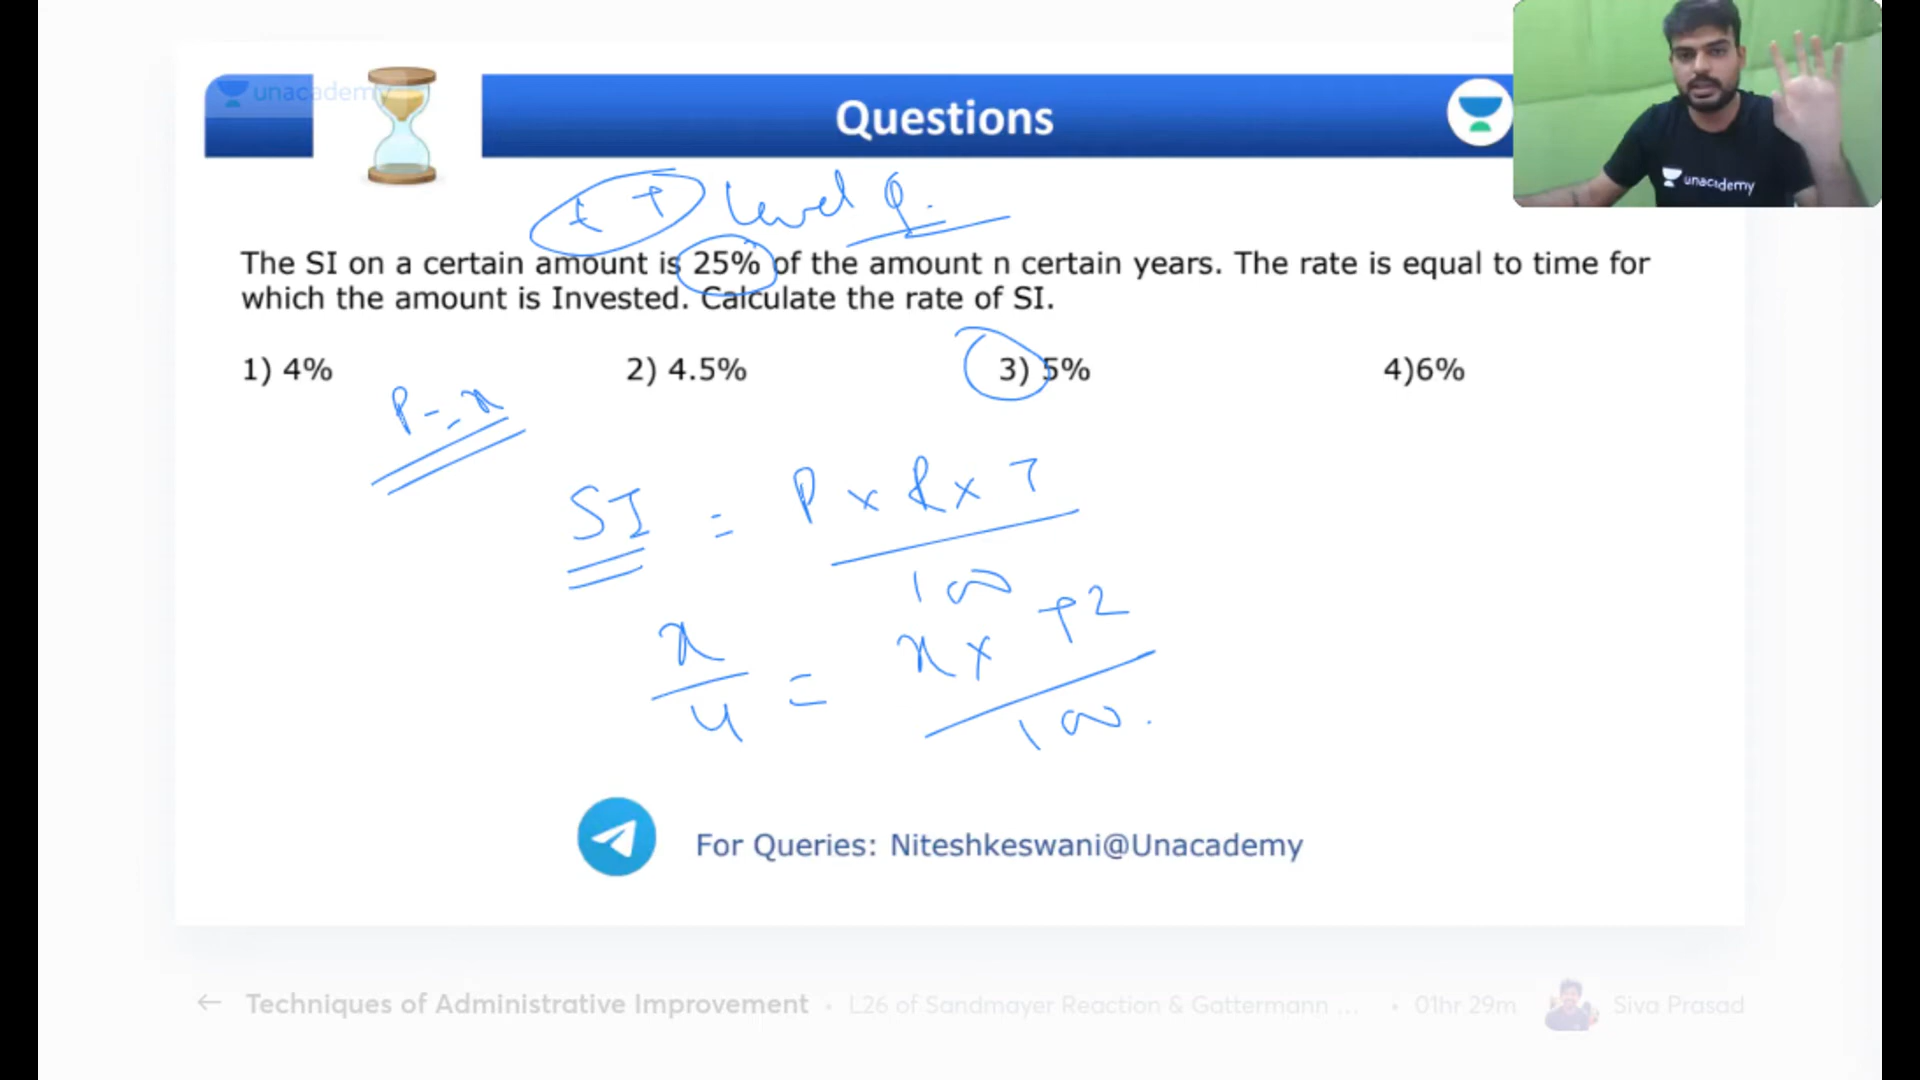 unacademy
Questions
unacademy
level Q.
The SI on a certain amount is 25% of the amount n certain years. The rate is equal to time for
which the amount is Invested. Calculate the rate of SI.
1) 4%
2) 4.5%
3) 5%
4)6%
P = x
SI = P x R x T
100
x
4
=
x x T2
100.
For Queries: Niteshkeswani@Unacademy
← Techniques of Administrative Improvement • L26 of Sandmayer Reaction & Gattermann ... • 01hr 29m Siva Prasad